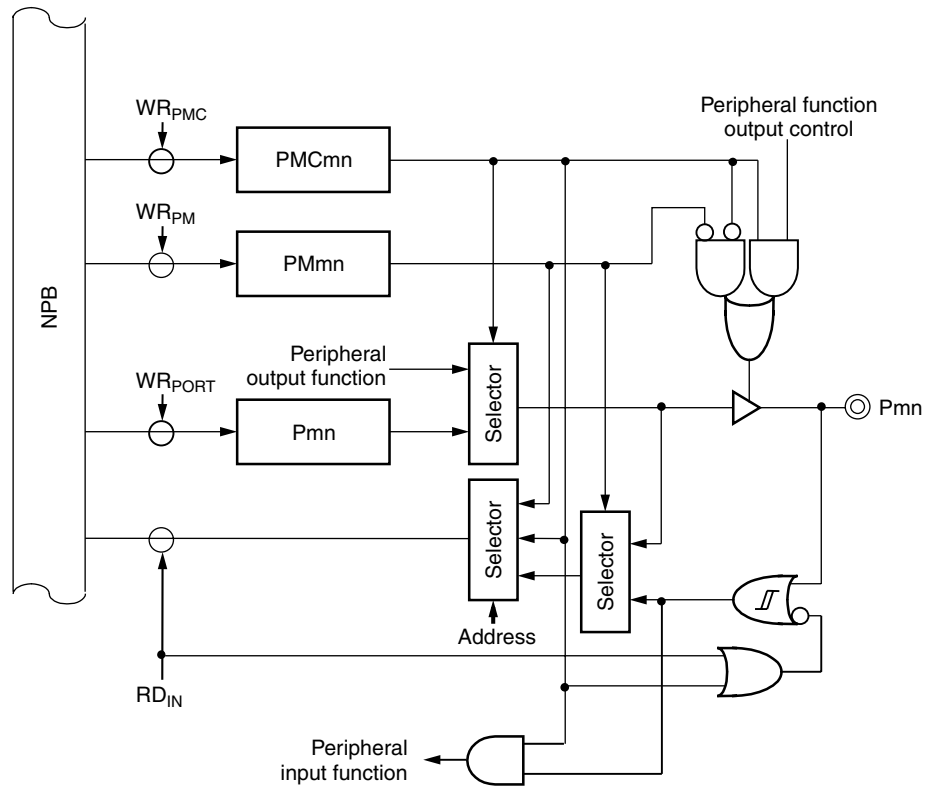 WRPMC
PMCmn
Peripheral function
output control
WRPM
PMmn
NPB
Peripheral
output function
Selector
WRPORT
Pmn
Pmn
Selector
Selector
Address
RDIN
Peripheral
input function